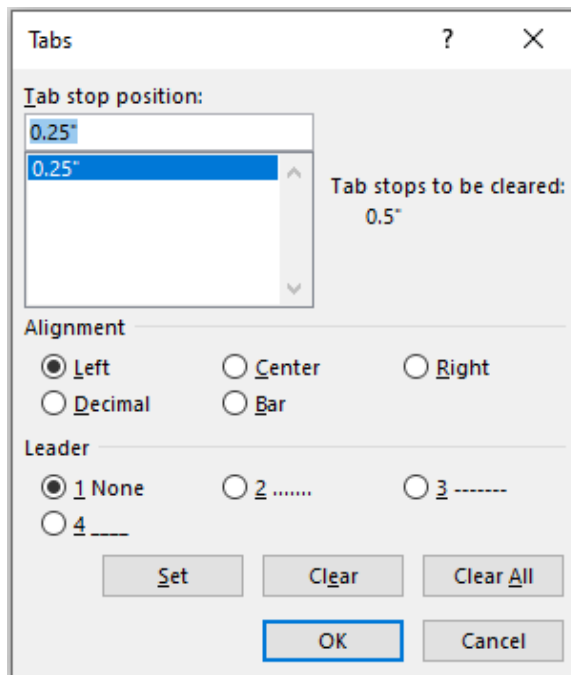 Tabs ?
Tab stop position:
0.25"
0.25"
Tab stops to be cleared:
0.5"
Alignment
Left Center Right
Decimal Bar
Leader
1 None 2 ....... 3 -------
4 ____
Set Clear Clear All
OK Cancel